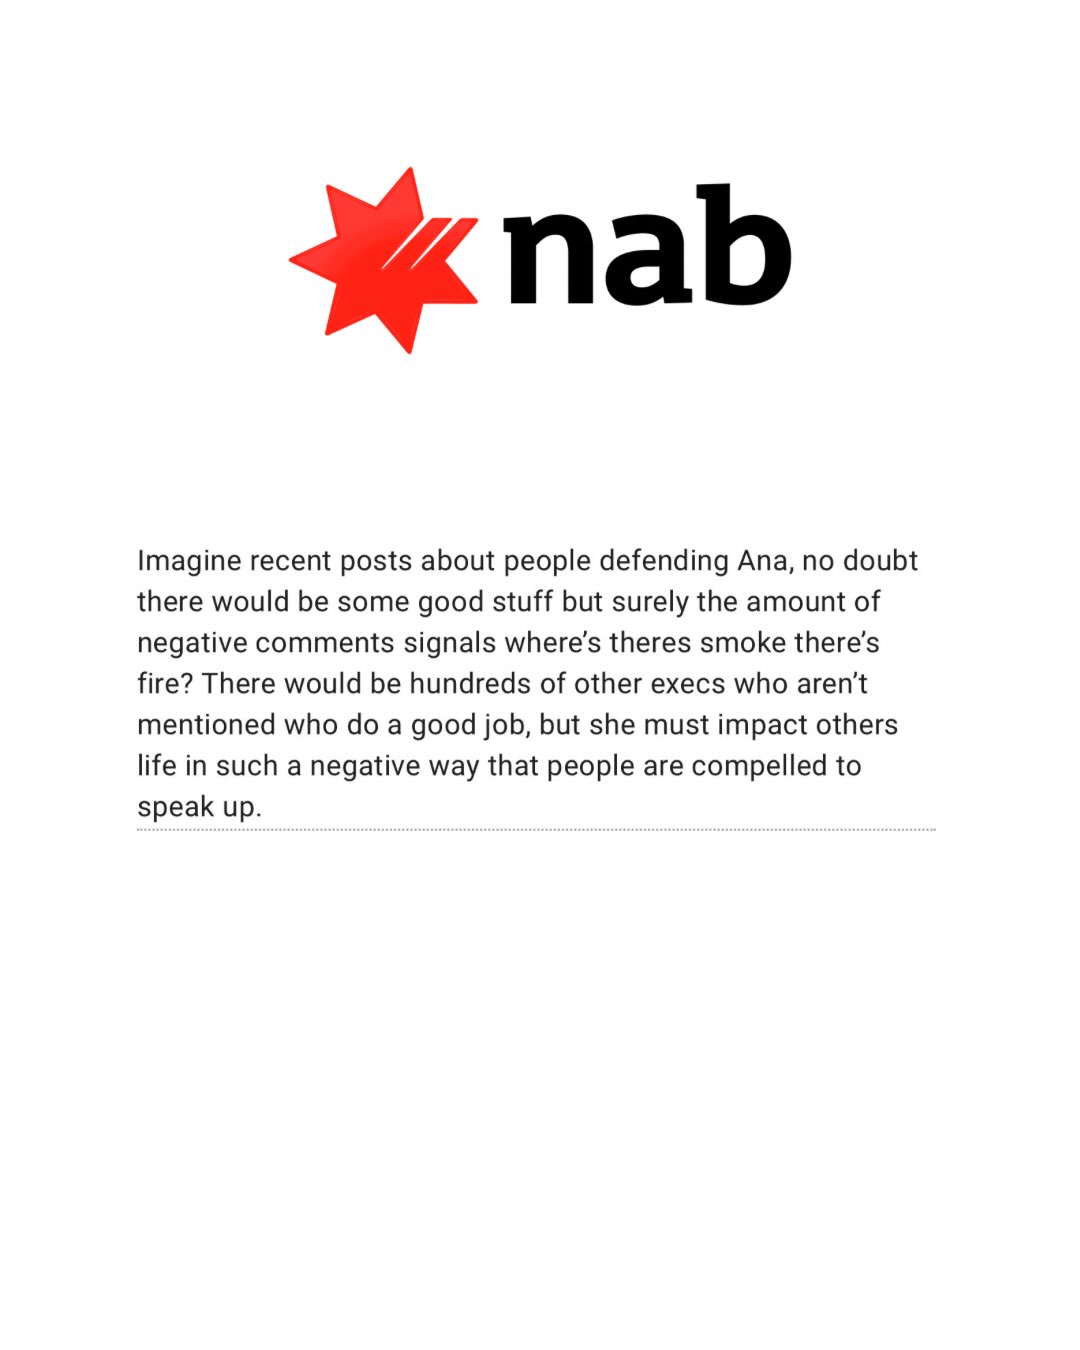 nab
Imagine recent posts about people defending Ana, no doubt
there would be some good stuff but surely the amount of
negative comments signals where’s theres smoke there’s
fire? There would be hundreds of other execs who aren’t
mentioned who do a good job, but she must impact others
life in such a negative way that people are compelled to
speak up.